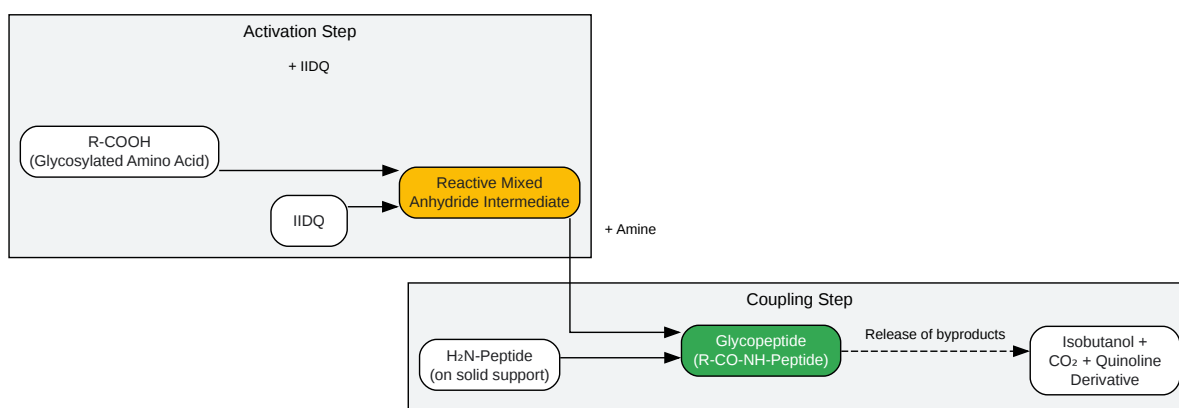 Activation Step
+ IIDQ
R-COOH
(Glycosylated Amino Acid)
Reactive Mixed
Anhydride Intermediate
IIDQ
+ Amine
Coupling Step
H₂N-Peptide
(on solid support)
Glycopeptide
(R-CO-NH-Peptide)
Release of byproducts
Isobutanol +
CO₂ + Quinoline
Derivative